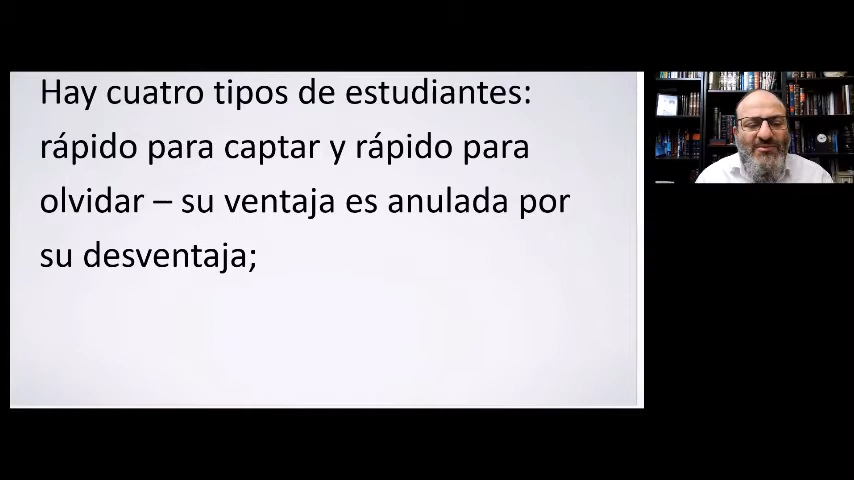 Hay cuatro tipos de estudiantes:
rápido para captar y rápido para
olvidar – su ventaja es anulada por
su desventaja;